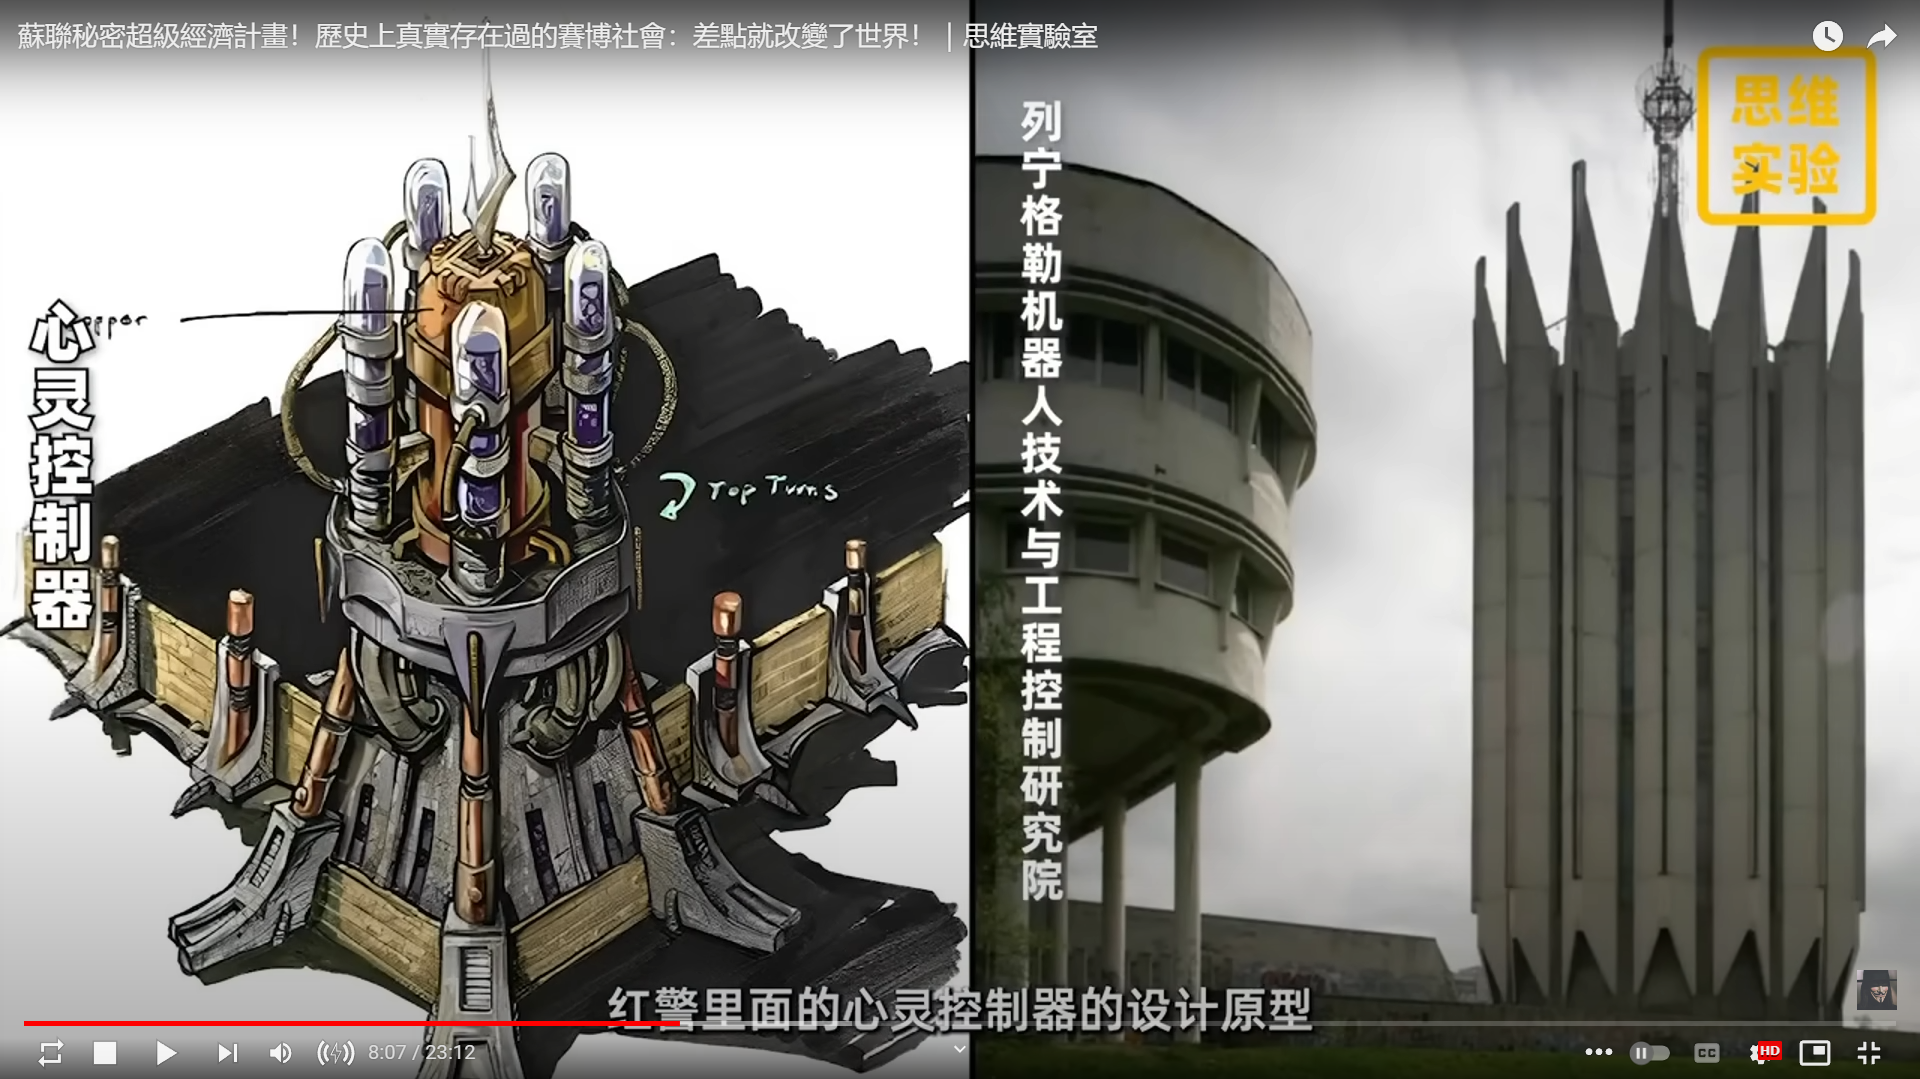 蘇聯秘密超級經濟計畫！歷史上真實存在過的賽博社會：差點就改變了世界！｜思維實驗室
思维
实验
心灵控制器
Top Turns
列宁格勒机器人技术与工程控制研究院
红警里面的心灵控制器的设计原型
8:07 / 23:12
CC
HD